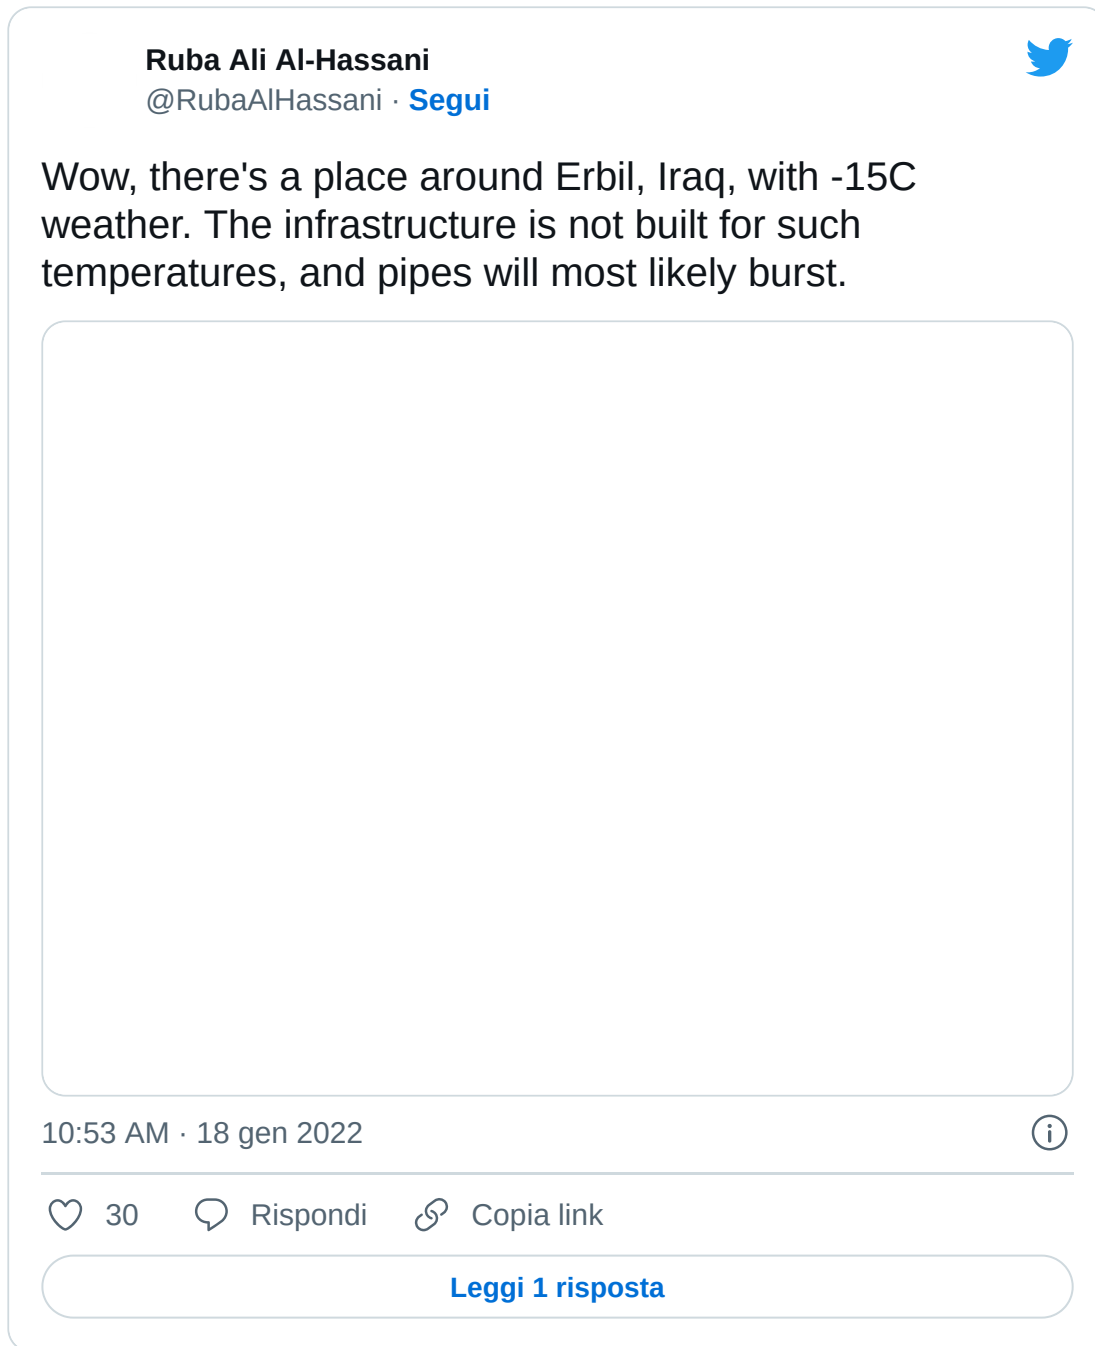 Ruba Ali Al-Hassani
@RubaAlHassani · Segui
Wow, there's a place around Erbil, Iraq, with -15C
weather. The infrastructure is not built for such
temperatures, and pipes will most likely burst.
10:53 AM · 18 gen 2022
30 Rispondi Copia link
Leggi 1 risposta